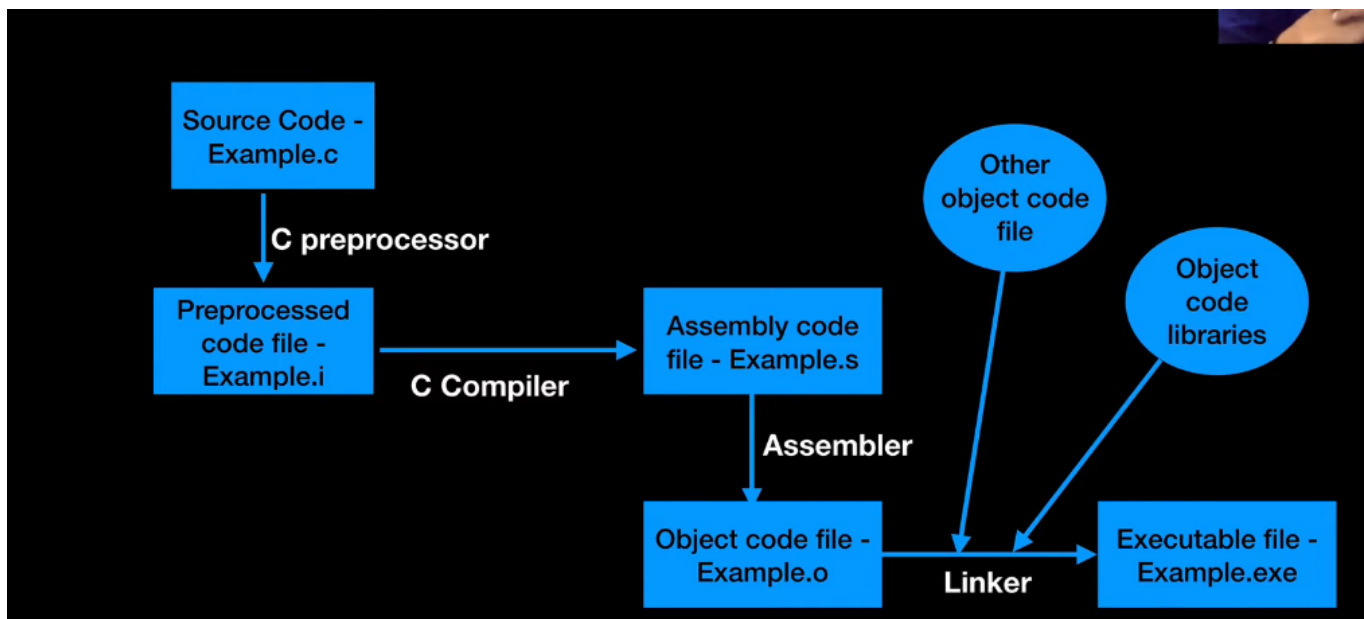 Source Code -
Example.c
C preprocessor
Preprocessed
code file -
Example.i
C Compiler
Assembly code
file - Example.s
Assembler
Object code file -
Example.o
Other
object code
file
Object
code
libraries
Linker
Executable file -
Example.exe